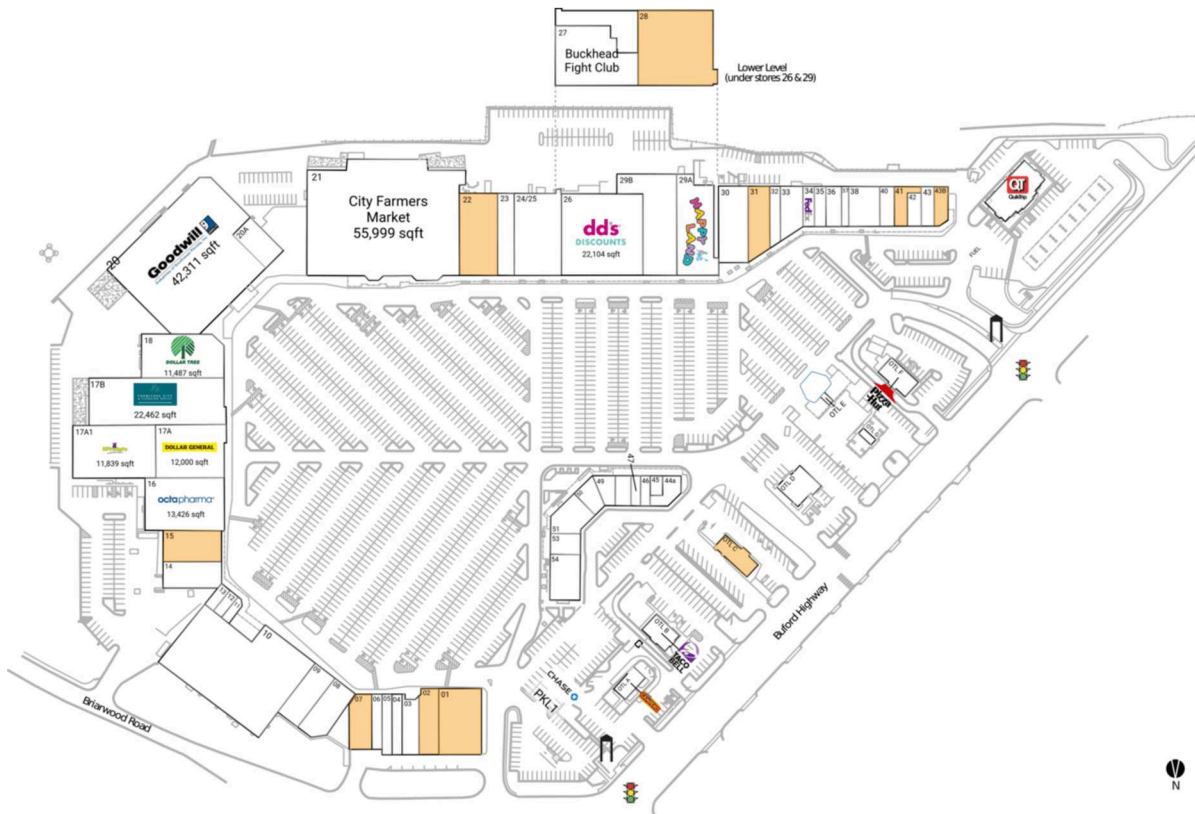 28
27
Buckhead
Fight Club
Lower Level
(under stores 26 & 29)
21
City Farmers
Market
55,999 sqft
22
23
24/25
26
dd's
DISCOUNTS
22,104 sqft
29B
29A
30
31
32
33
34
FedEx
35
36
37
38
40
41
42
43
43B
QT
QuikTrip
FUEL
20
Goodwill
42,311 sqft
20A
18
DOLLAR TREE
11,487 sqft
17B
22,462 sqft
17A1
11,839 sqft
17A
DOLLAR GENERAL
12,000 sqft
16
octapharma
13,426 sqft
15
14
13
12
11
10
09
08
07
06
05
04
03
02
01
47
49
46
45
44a
51
53
54
OTL F
Pizza
Hut
OTL E
OTL D
OTL C
OTL B
TACO
BELL
OTL A
CHASE
PKL1
Buford Highway
Briarwood Road
N